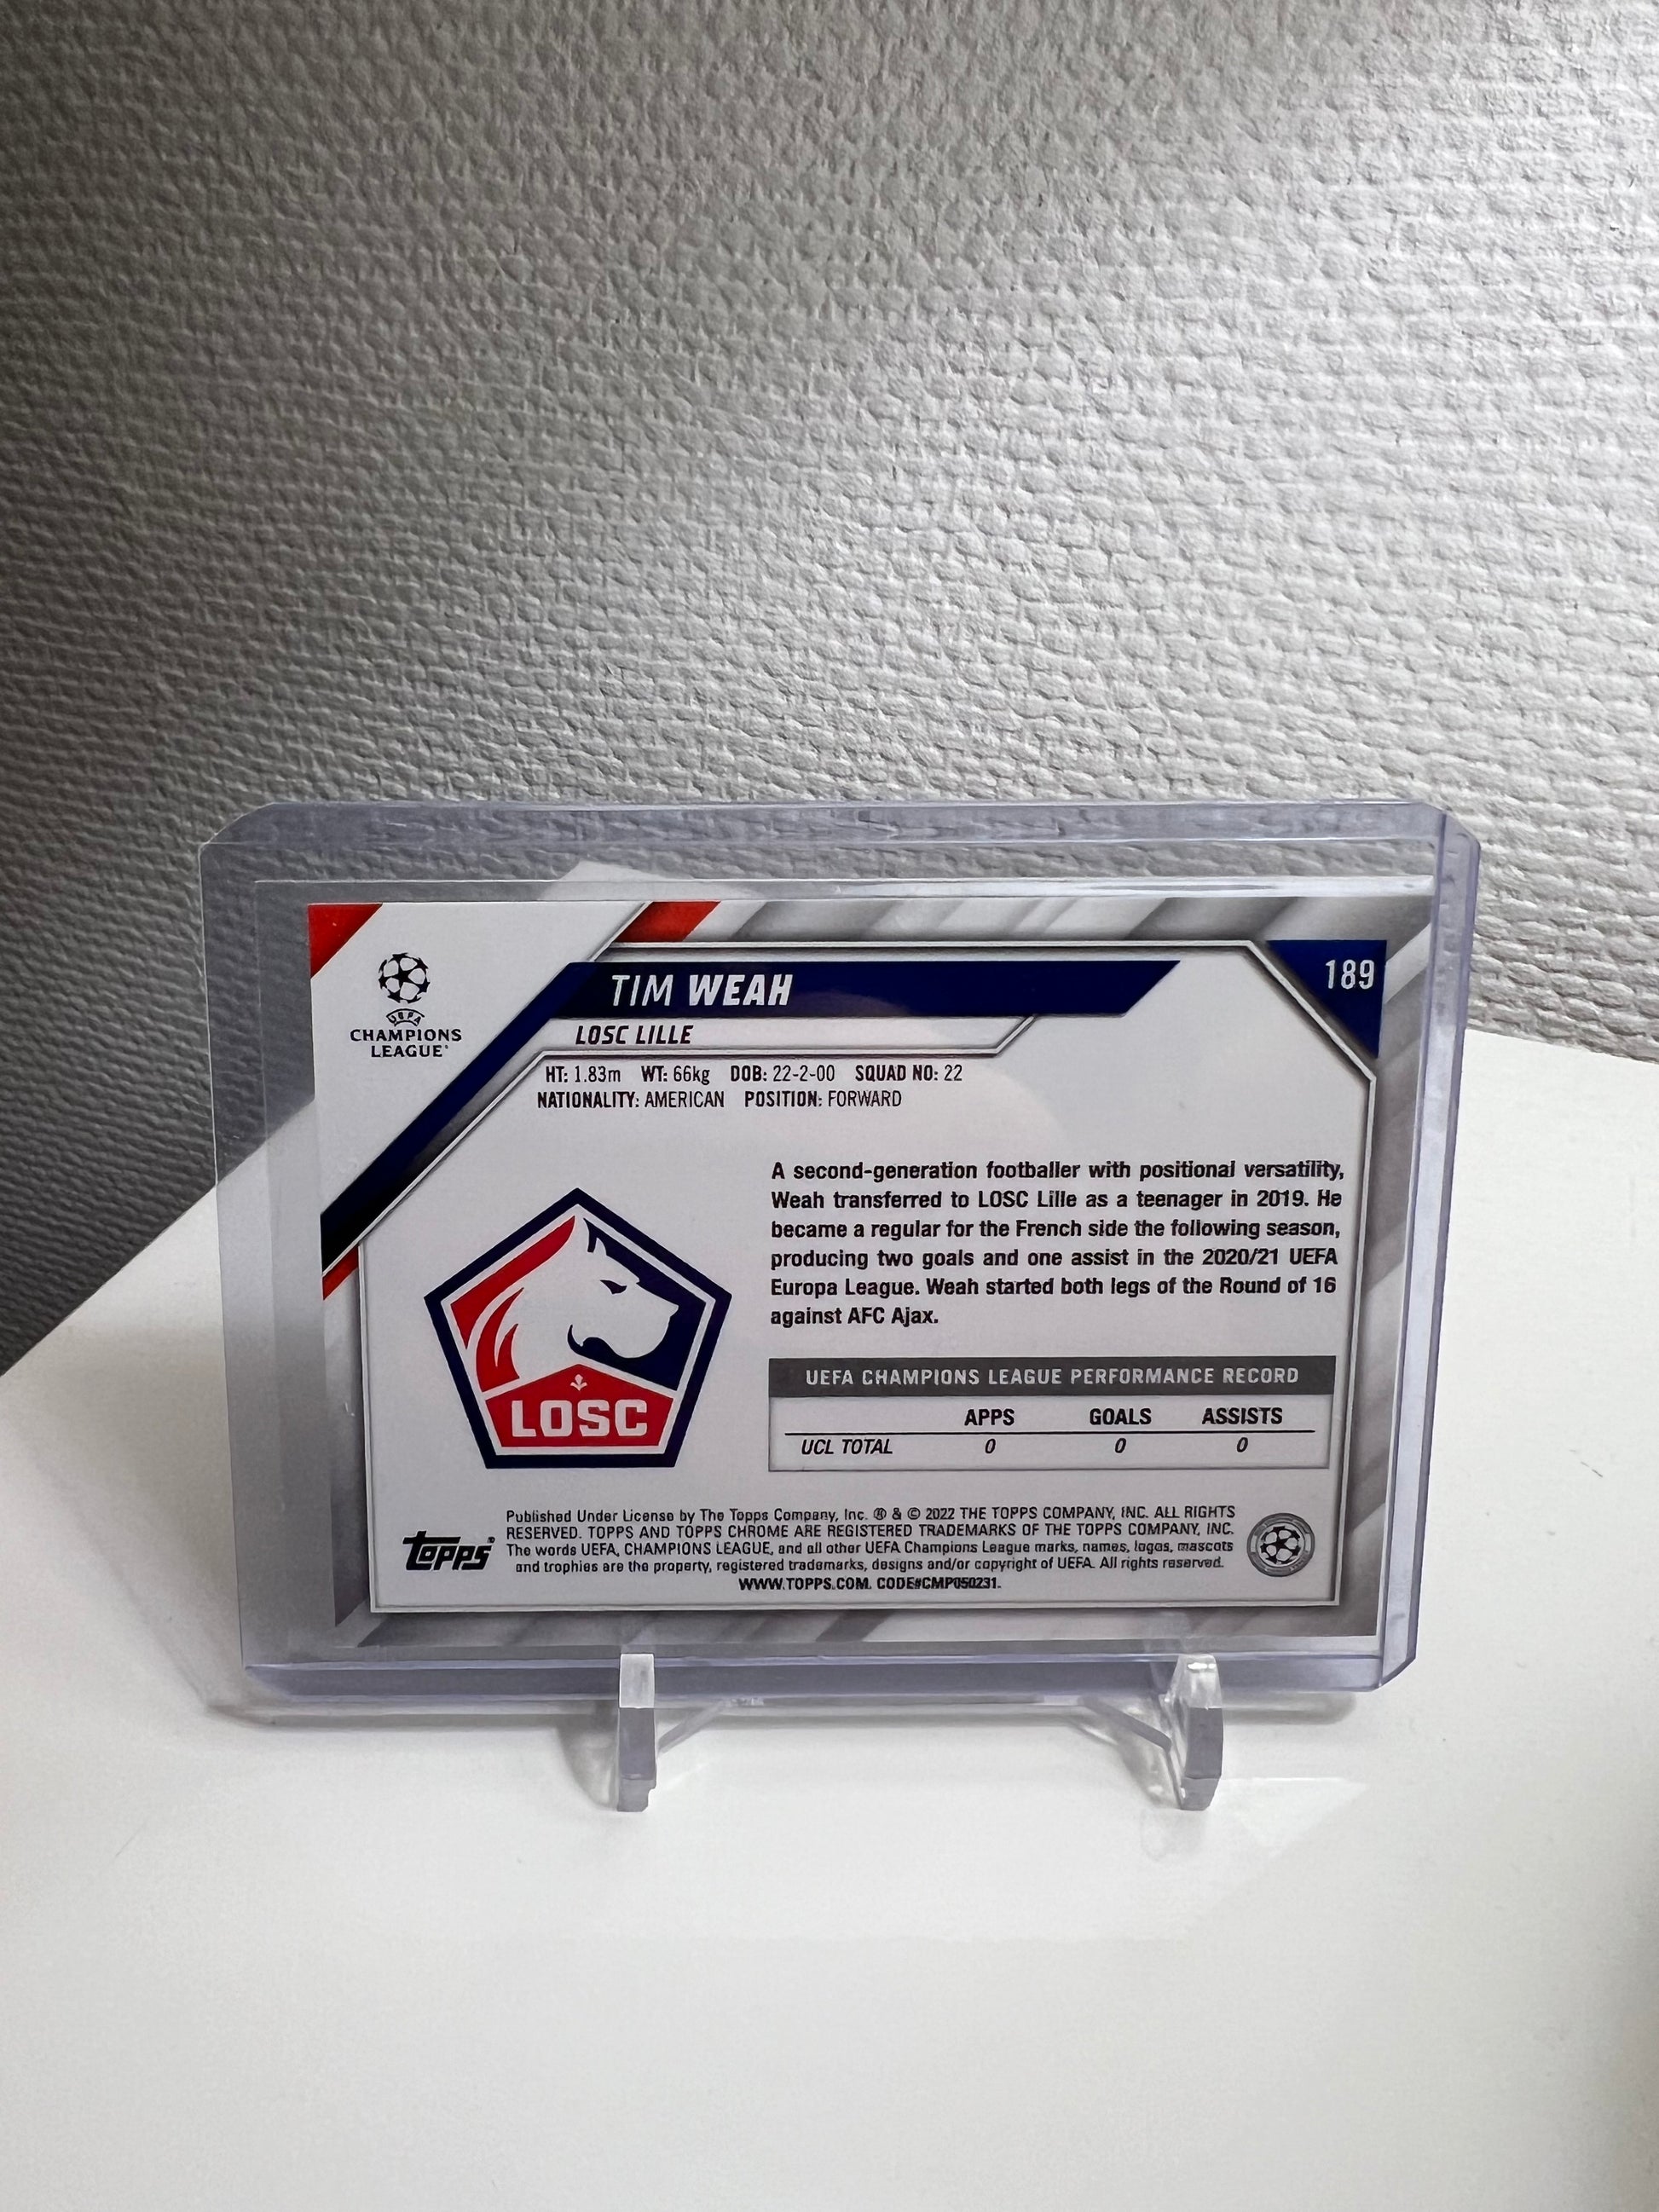 TIM WEAH
189
UEFA
CHAMPIONS
LEAGUE
LOSC LILLE
HT: 1.83m WT: 66kg DOB: 22-2-00 SQUAD NO: 22
NATIONALITY: AMERICAN POSITION: FORWARD
A second-generation footballer with positional versatility,
Weah transferred to LOSC Lille as a teenager in 2019. He
became a regular for the French side the following season,
producing two goals and one assist in the 2020/21 UEFA
Europa League. Weah started both legs of the Round of 16
against AFC Ajax.
LOSC
UEFA CHAMPIONS LEAGUE PERFORMANCE RECORD
APPS GOALS ASSISTS
UCL TOTAL 0 0 0
Topps®
Published Under License by The Topps Company, Inc. ® & © 2022 THE TOPPS COMPANY, INC. ALL RIGHTS
RESERVED. TOPPS AND TOPPS CHROME ARE REGISTERED TRADEMARKS OF THE TOPPS COMPANY, INC.
The words UEFA, CHAMPIONS LEAGUE, and all other UEFA Champions League marks, names, logos, mascots
and trophies are the property, registered trademarks, designs and/or copyright of UEFA. All rights reserved.
WWW.TOPPS.COM. CODE#CMP050231.